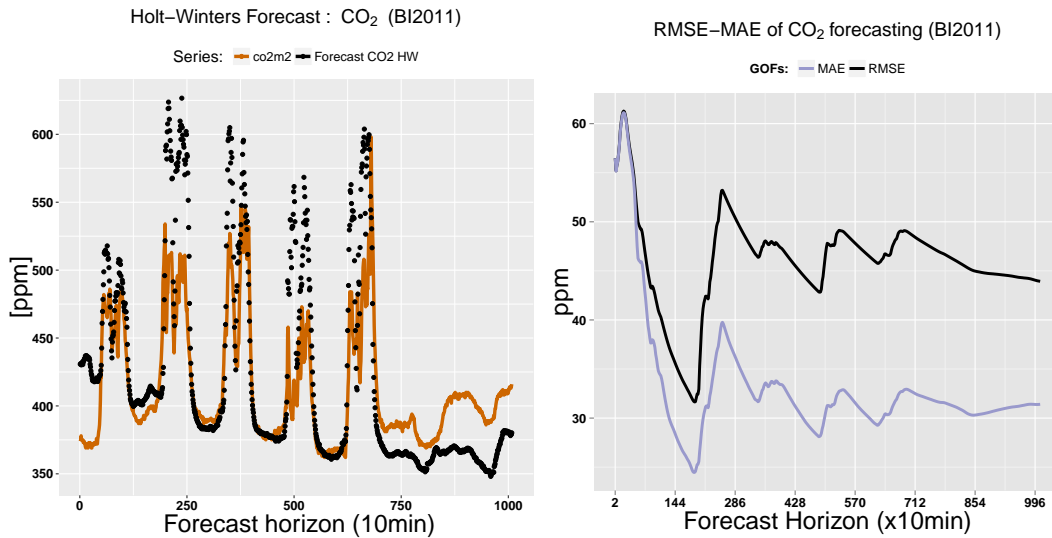 Holt−Winters Forecast : CO2 (BI2011)
Series: co2m2 Forecast CO2 HW
[ppm]
600
550
500
450
400
350
0 250 500 750 1000
Forecast horizon (10min)
RMSE−MAE of CO2 forecasting (BI2011)
GOFs: MAE RMSE
ppm
60
50
40
30
2 144 286 428 570 712 854 996
Forecast Horizon (x10min)